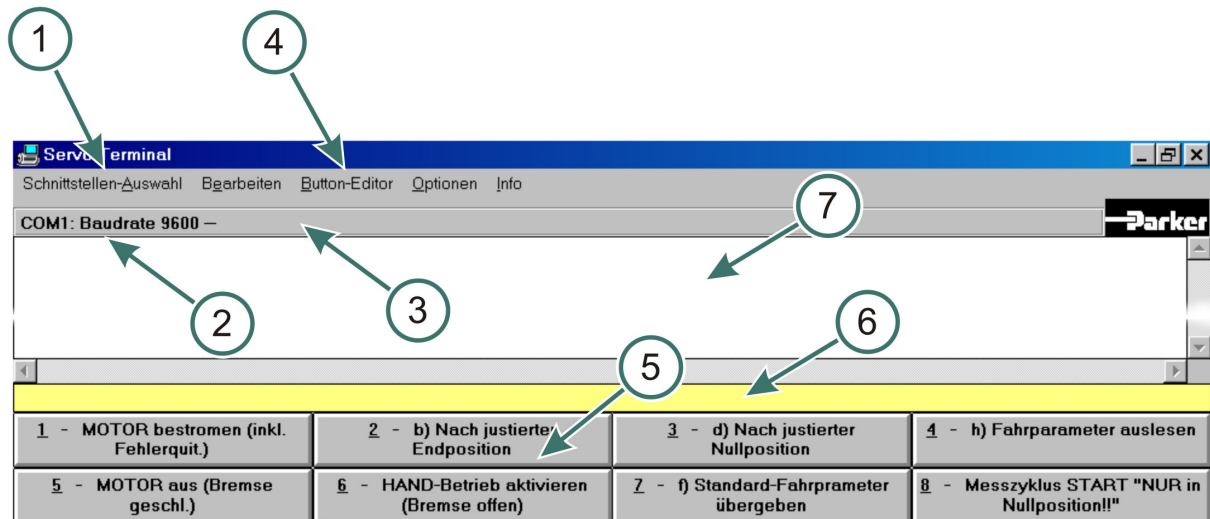 1
4
Servo Terminal
Schnittstellen-Auswahl Bearbeiten Button-Editor Optionen Info
COM1: Baudrate 9600 –
Parker
7
2
3
6
5
1 - MOTOR bestromen (inkl.
Fehlerquit.)
2 - b) Nach justierter
Endposition
3 - d) Nach justierter
Nullposition
4 - h) Fahrparameter auslesen
5 - MOTOR aus (Bremse
geschl.)
6 - HAND-Betrieb aktivieren
(Bremse offen)
7 - f) Standard-Fahrprameter
übergeben
8 - Messzyklus START "NUR in
Nullposition!!"